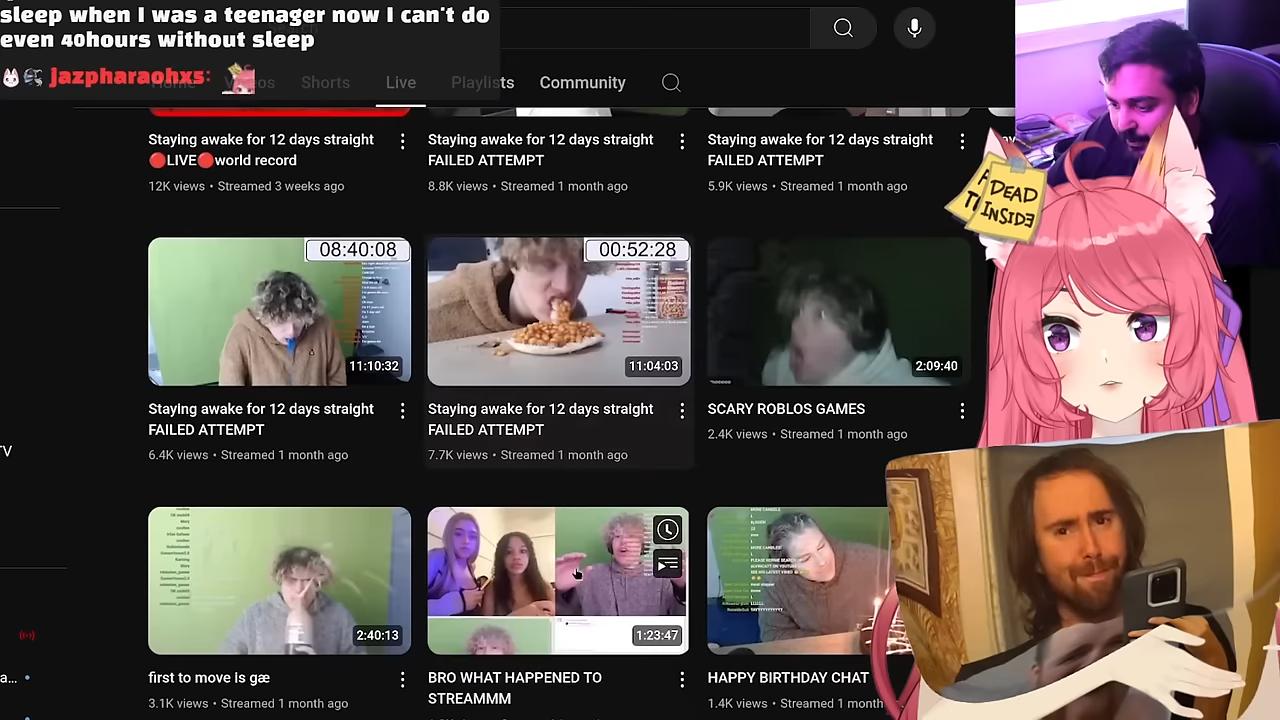 sleep when I was a teenager now I can't do
even 40hours without sleep
Jazpharaohxs:
Home
Videos
Shorts
Live
Playlists
Community
DEAD
INSIDE
Staying awake for 12 days straight
🔴LIVE🔴world record
12K views • Streamed 3 weeks ago
Staying awake for 12 days straight
FAILED ATTEMPT
8.8K views • Streamed 1 month ago
Staying awake for 12 days straight
FAILED ATTEMPT
5.9K views • Streamed 1 month ago
08:40:08
11:10:32
Staying awake for 12 days straight
FAILED ATTEMPT
6.4K views • Streamed 1 month ago
00:52:28
11:04:03
Staying awake for 12 days straight
FAILED ATTEMPT
7.7K views • Streamed 1 month ago
2:09:40
SCARY ROBLOS GAMES
2.4K views • Streamed 1 month ago
TV
2:40:13
first to move is gæ
3.1K views • Streamed 1 month ago
1:23:47
BRO WHAT HAPPENED TO
STREAMMM
HAPPY BIRTHDAY CHAT
1.4K views • Streamed 1 month
a...